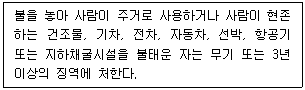 불을 놓아 사람이 주거로 사용하거나 사람이 현존
하는 건조물, 기차, 전차, 자동차, 선박, 항공기
또는 지하채굴시설을 불태운 자는 무기 또는 3년
이상의 징역에 처한다.